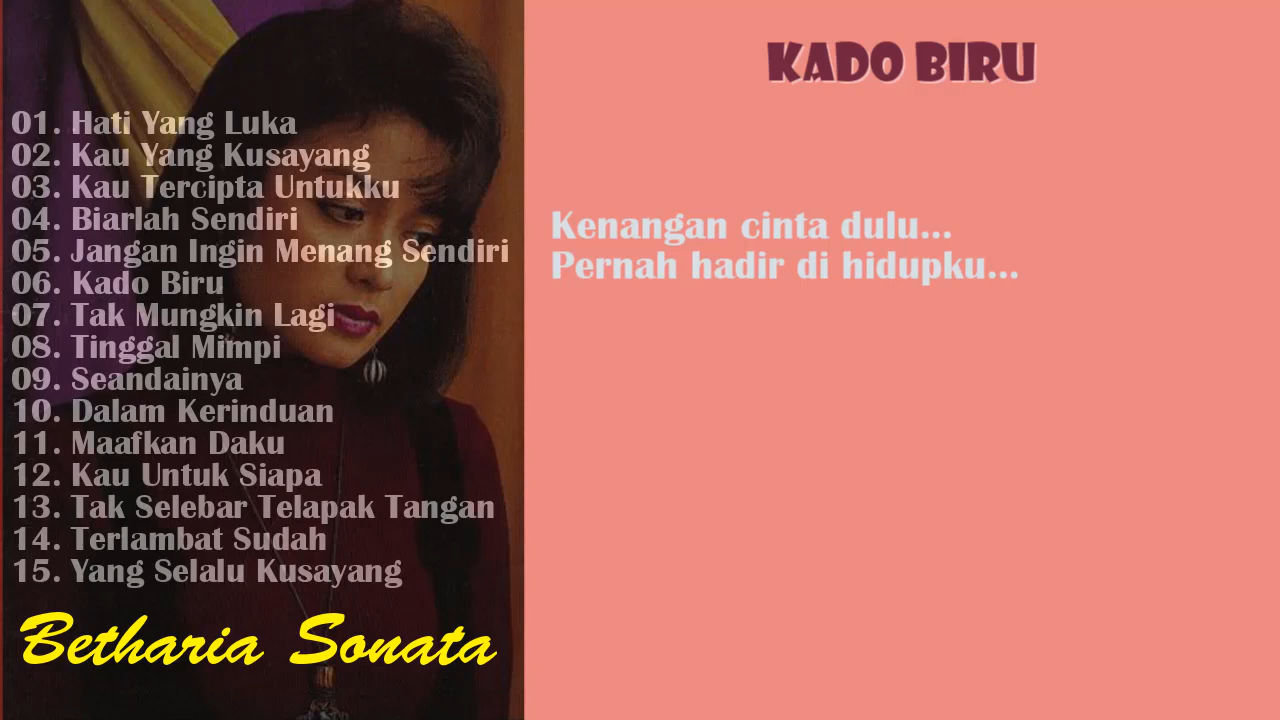 01. Hati Yang Luka
02. Kau Yang Kusayang
03. Kau Tercipta Untukku
04. Biarlah Sendiri
05. Jangan Ingin Menang Sendiri
06. Kado Biru
07. Tak Mungkin Lagi
08. Tinggal Mimpi
09. Seandainya
10. Dalam Kerinduan
11. Maafkan Daku
12. Kau Untuk Siapa
13. Tak Selebar Telapak Tangan
14. Terlambat Sudah
15. Yang Selalu Kusayang
Betharia Sonata
KADO BIRU
Kenangan cinta dulu...
Pernah hadir di hidupku...